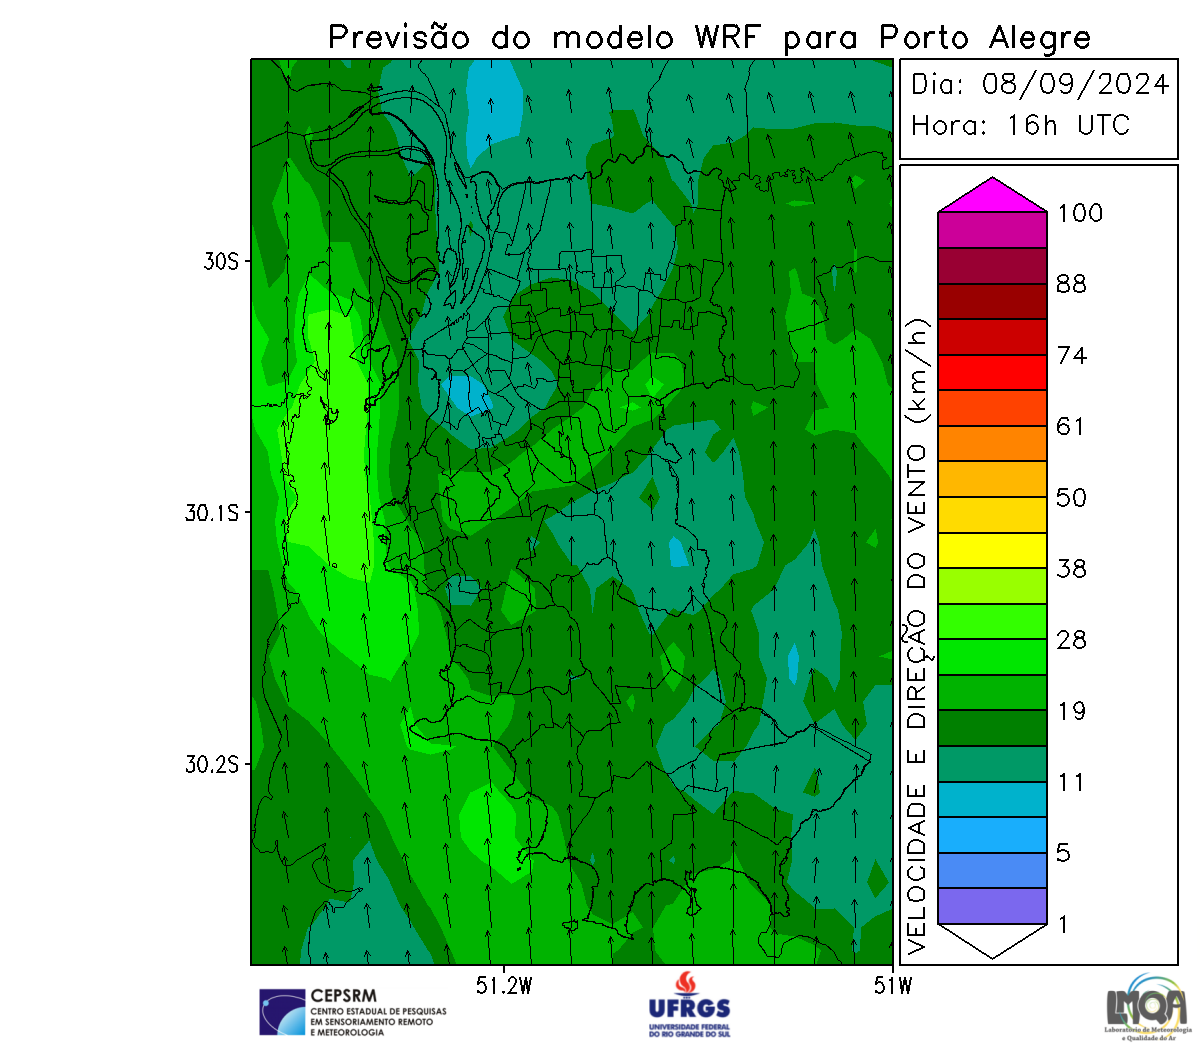 Previsão do modelo WRF para Porto Alegre
Dia: 08/09/2024
Hora: 16h UTC
30S
30.1S
30.2S
51.2W
51W
VELOCIDADE E DIREÇÃO DO VENTO (km/h)
100
88
74
61
50
38
28
19
11
5
1
CEPSRM
CENTRO ESTADUAL DE PESQUISAS
EM SENSORIAMENTO REMOTO
E METEOROLOGIA
UFRGS
UNIVERSIDADE FEDERAL
DO RIO GRANDE DO SUL
LMQA
Laboratório de Meteorologia
e Qualidade do Ar